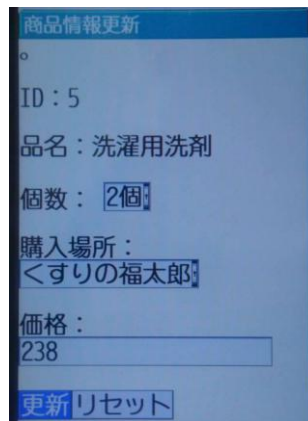 商品情報更新
。
ID：5
品名：洗濯用洗剤
個数： 2個
購入場所：
くすりの福太郎
価格：
238
更新 リセット